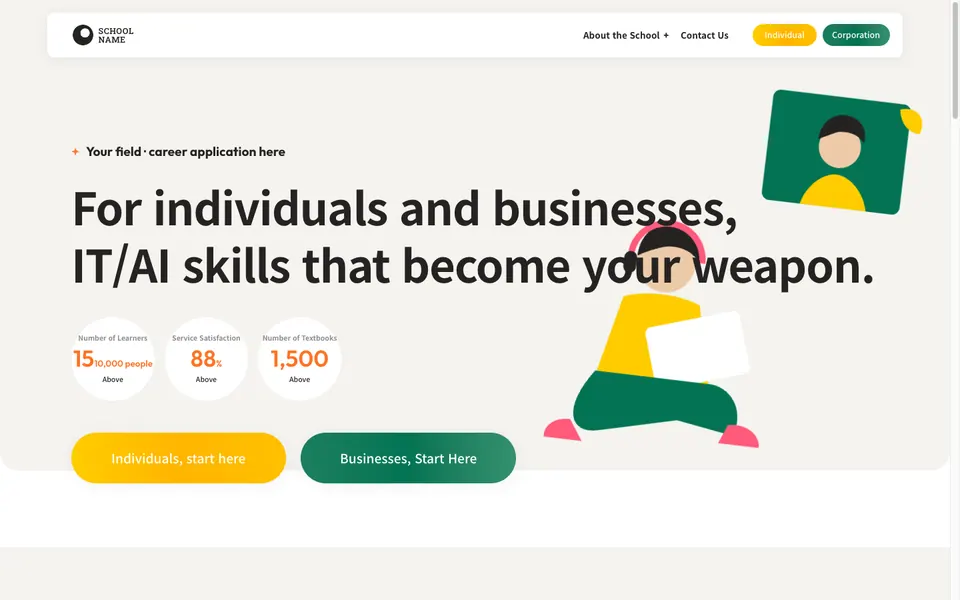 SCHOOL
NAME
About the School +
Contact Us
Individual
Corporation
Your field · career application here
For individuals and businesses,
IT/AI skills that become your weapon.
Number of Learners
1510,000 people
Above
Service Satisfaction
88%
Above
Number of Textbooks
1,500
Above
Individuals, start here
Businesses, Start Here